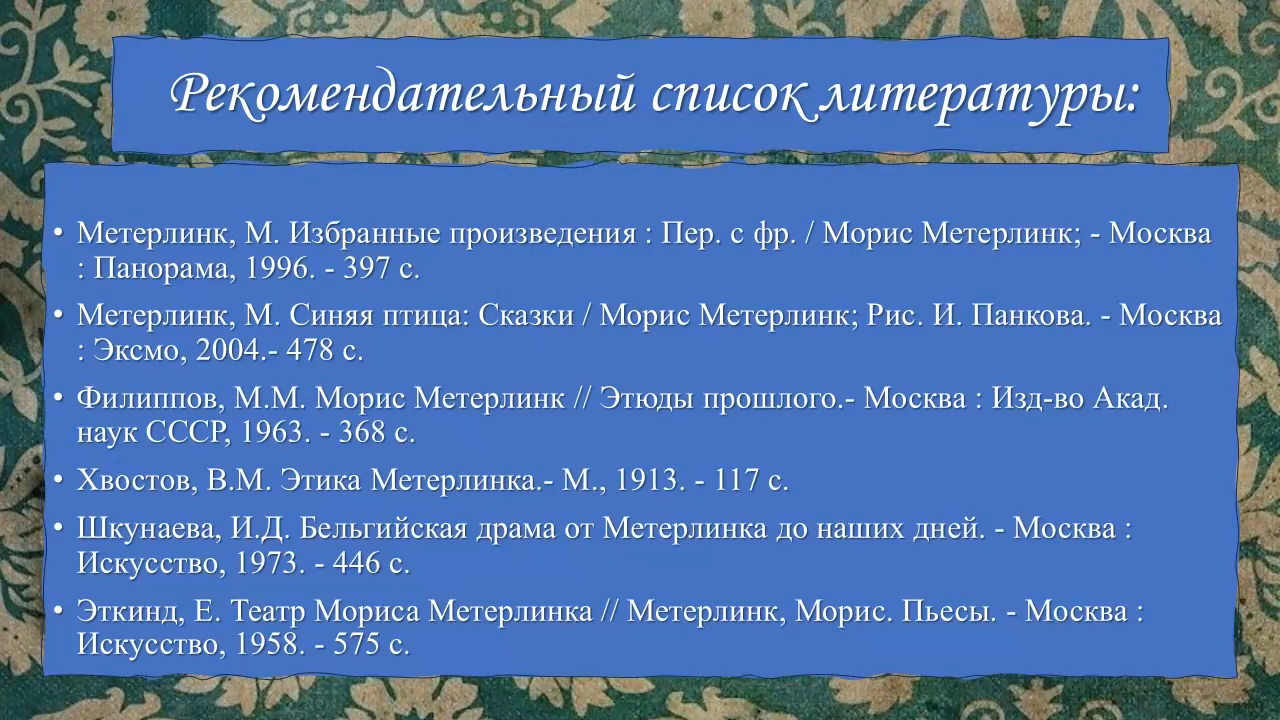 Рекомендательный список литературы:
• Метерлинк, М. Избранные произведения : Пер. с фр. / Морис Метерлинк; - Москва
: Панорама, 1996. - 397 с.
• Метерлинк, М. Синяя птица: Сказки / Морис Метерлинк; Рис. И. Панкова. - Москва
: Эксмо, 2004.- 478 с.
• Филиппов, М.М. Морис Метерлинк // Этюды прошлого.- Москва : Изд-во Акад.
наук СССР, 1963. - 368 с.
• Хвостов, В.М. Этика Метерлинка.- М., 1913. - 117 с.
• Шкунаева, И.Д. Бельгийская драма от Метерлинка до наших дней. - Москва :
Искусство, 1973. - 446 с.
• Эткинд, Е. Театр Мориса Метерлинка // Метерлинк, Морис. Пьесы. - Москва :
Искусство, 1958. - 575 с.